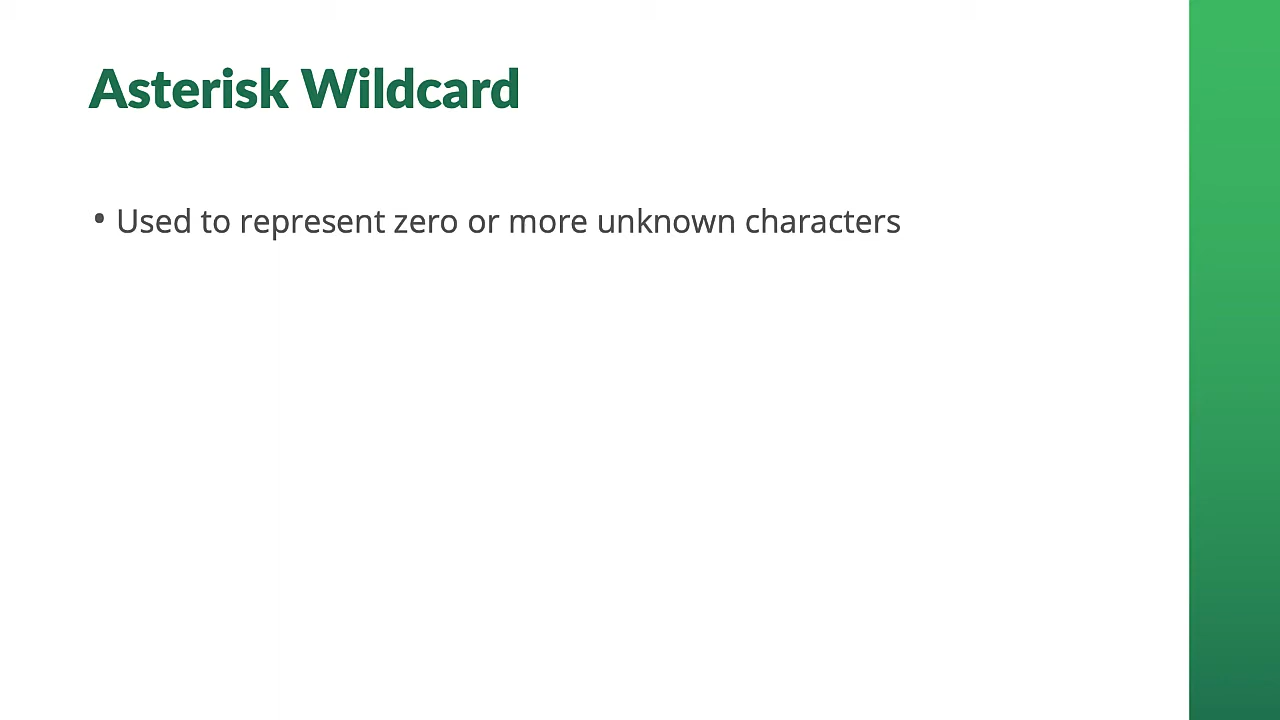 Asterisk Wildcard
• Used to represent zero or more unknown characters